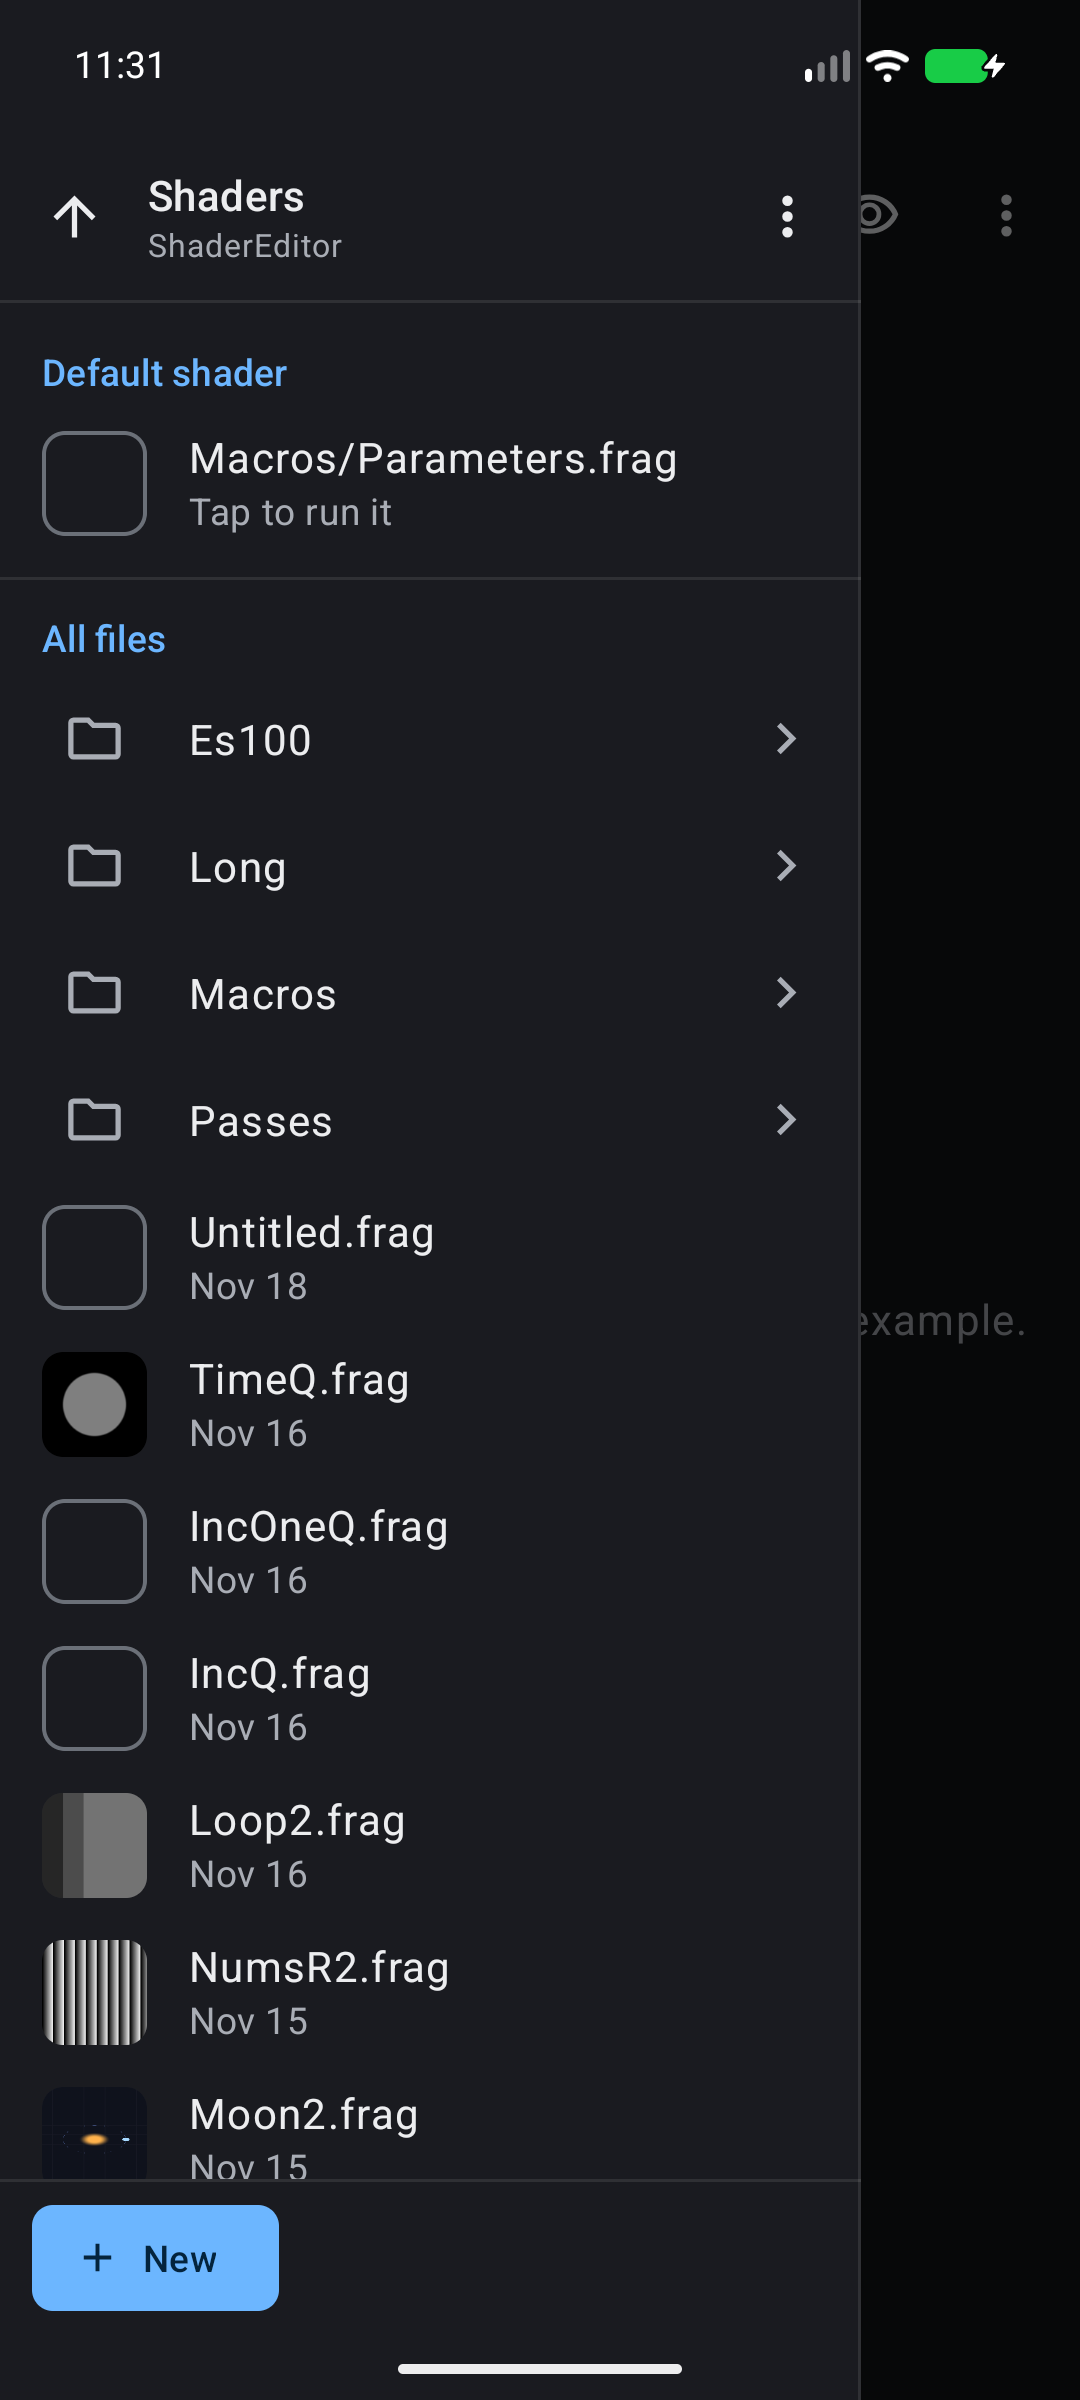 11:31
Shaders
ShaderEditor
Default shader
Macros/Parameters.frag
Tap to run it
All files
Es100
Long
Macros
Passes
Untitled.frag
Nov 18
TimeQ.frag
Nov 16
IncOneQ.frag
Nov 16
IncQ.frag
Nov 16
Loop2.frag
Nov 16
NumsR2.frag
Nov 15
Moon2.frag
Nov 15
example.
New